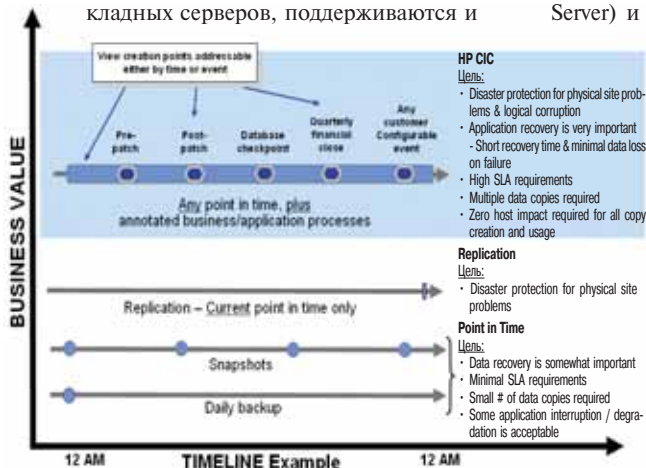 кладных серверов, поддерживаются и
Server) и
BUSINESS VALUE
View creation points addressable
either by time or event
Pre-
patch
Post-
patch
Database
checkpoint
Quarterly
financial
close
Any
customer
Configurable
event
Any point in time, plus
annotated business/application processes
Replication – Current point in time only
Snapshots
Daily backup
12 AM
TIMELINE Example
12 AM
HP CIC
Цель:
· Disaster protection for physical site prob-
lems & logical corruption
· Application recovery is very important
- Short recovery time & minimal data loss
on failure
· High SLA requirements
· Multiple data copies required
· Zero host impact required for all copy
creation and usage
Replication
Цель:
· Disaster protection for physical site
problems
Point in Time
Цель:
· Data recovery is somewhat important
· Minimal SLA requirements
· Small # of data copies required
· Some application interruption / degra-
dation is acceptable